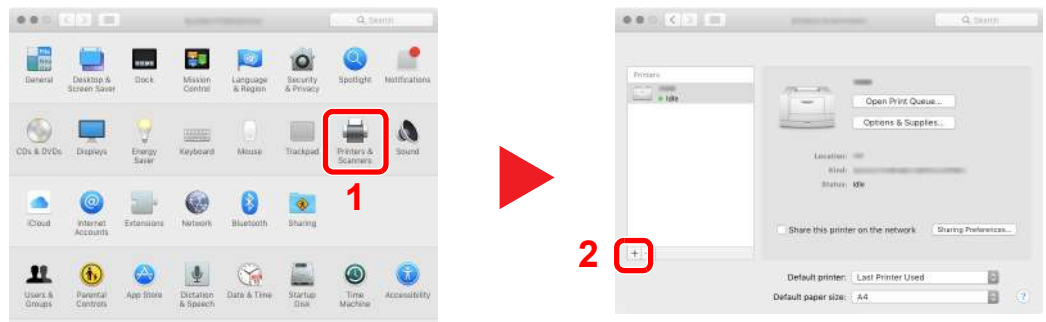 Search
General
Desktop &
Screen Saver
Dock
Mission
Control
Language
& Region
Security
& Privacy
Spotlight
Notifications
CDs & DVDs
Displays
Energy
Saver
Keyboard
Mouse
Trackpad
Printers &
Scanners
Sound
1
iCloud
Internet
Accounts
Extensions
Network
Bluetooth
Sharing
Users &
Groups
Parental
Controls
App Store
Dictation
& Speech
Date & Time
Startup
Disk
Time
Machine
Accessibility
Search
Printers
Idle
Open Print Queue...
Options & Supplies...
Location:
Kind:
Status: Idle
Share this printer on the network
Sharing Preferences...
2
+
Default printer: Last Printer Used
Default paper size: A4
?